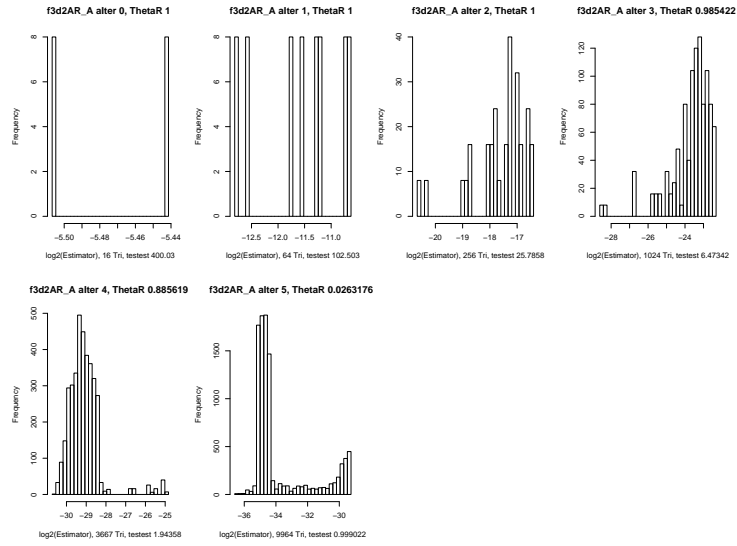 f3d2AR_A alter 0, ThetaR 1
Frequency
0 2 4 6 8
−5.50 −5.48 −5.46 −5.44
log2(Estimator), 16 Tri, testest 400.03
f3d2AR_A alter 1, ThetaR 1
Frequency
0 2 4 6 8
−12.5 −12.0 −11.5 −11.0
log2(Estimator), 64 Tri, testest 102.503
f3d2AR_A alter 2, ThetaR 1
Frequency
0 10 20 30 40
−20 −19 −18 −17
log2(Estimator), 256 Tri, testest 25.7858
f3d2AR_A alter 3, ThetaR 0.985422
Frequency
0 20 40 60 80 100 120
−28 −26 −24
log2(Estimator), 1024 Tri, testest 6.47342
f3d2AR_A alter 4, ThetaR 0.885619
Frequency
0 100 200 300 400 500
−30 −29 −28 −27 −26 −25
log2(Estimator), 3667 Tri, testest 1.94358
f3d2AR_A alter 5, ThetaR 0.0263176
Frequency
0 500 1500
−36 −34 −32 −30
log2(Estimator), 9964 Tri, testest 0.999022